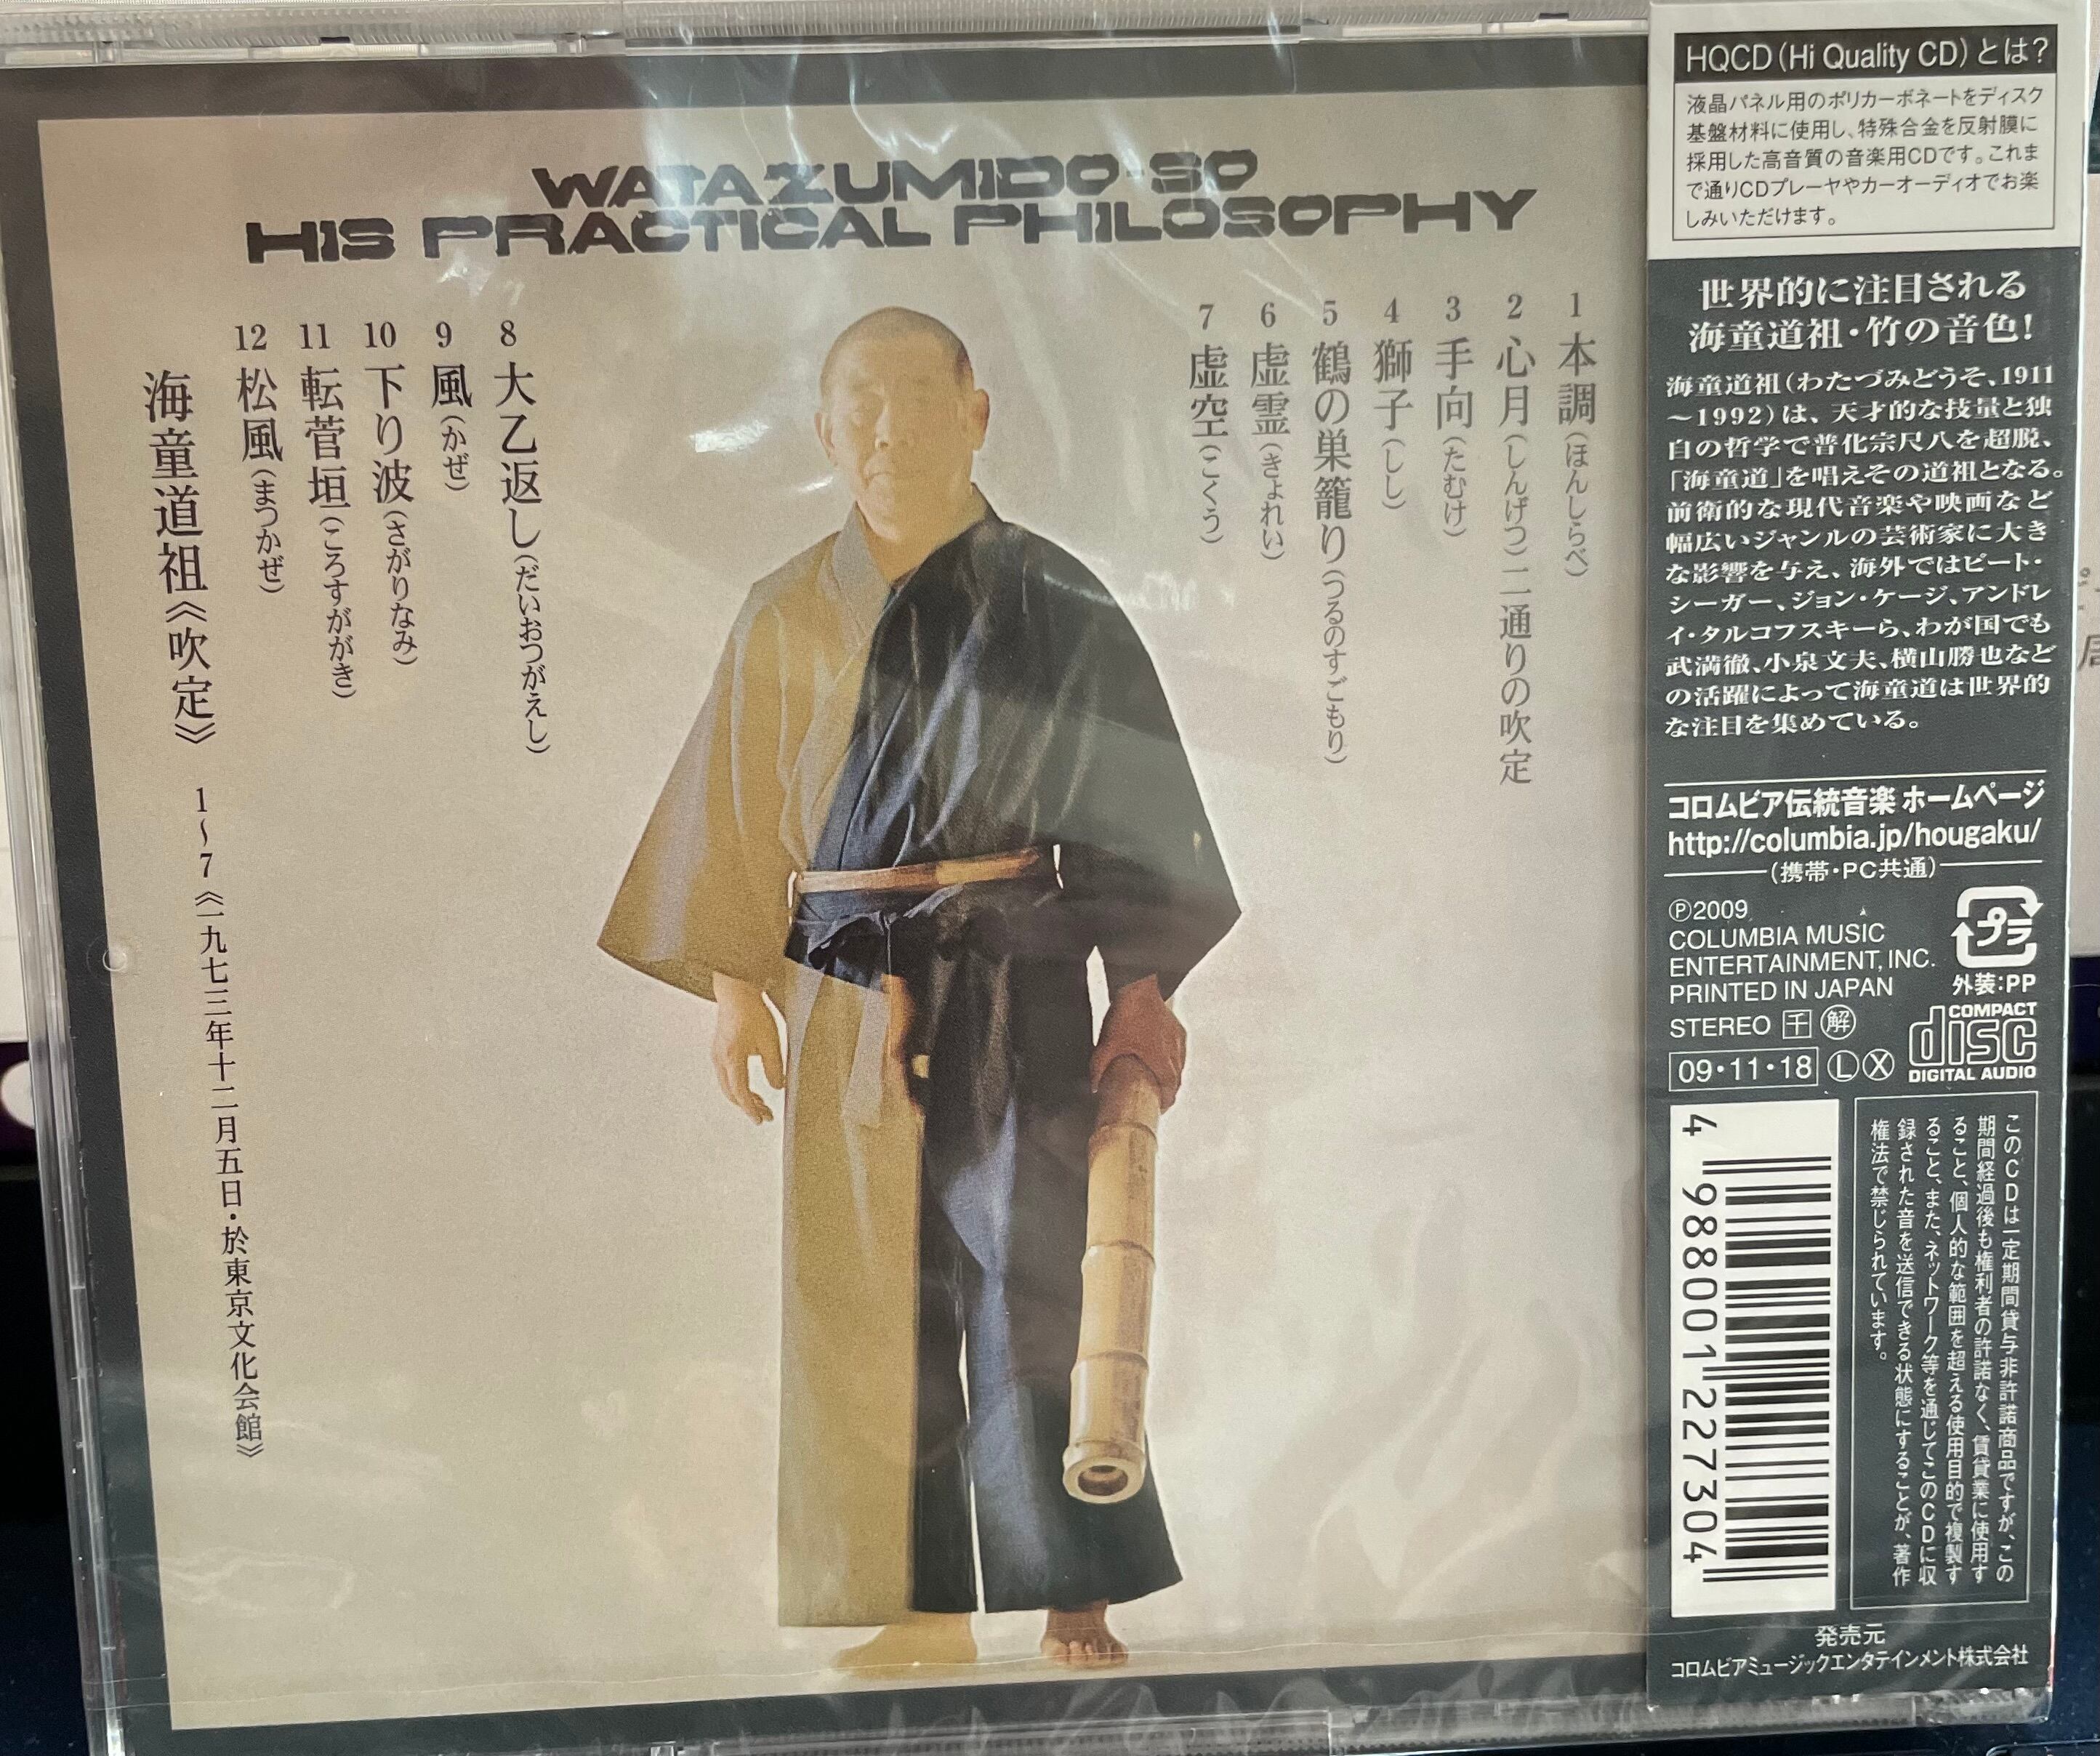 WATAZUMIDO-SO
HIS PRACTICAL PHILOSOPHY
1 本調(ほんしらべ)
2 心月(しんげつ)二通りの吹定
3 手向(たむけ)
4 獅子(しし)
5 鶴の巣籠り(つるのすごもり)
6 虚霊(きょれい)
7 虚空(こくう)
8 大乙返し(だいおつがえし)
9 風(かぜ)
10 下り波(さがりなみ)
11 転菅垣(ころすががき)
12 松風(まつかぜ)
海童道祖《吹定》 1〜7《一九七三年十二月五日・於東京文化会館》
HQCD(Hi Quality CD)とは?
液晶パネル用のポリカーボネートをディスク
基盤材料に使用し、特殊合金を反射膜に
採用した高音質の音楽用CDです。これま
で通りCDプレーヤやカーオーディオでお楽
しみいただけます。
世界的に注目される
海童道祖・竹の音色!
海童道祖(わたづみどうそ、1911
〜1992)は、天才的な技量と独
自の哲学で普化宗尺八を超脱、
「海童道」を唱えその道祖となる。
前衛的な現代音楽や映画など
幅広いジャンルの芸術家に大き
な影響を与え、海外ではピート・
シーガー、ジョン・ケージ、アンドレ
イ・タルコフスキーら、わが国でも
武満徹、小泉文夫、横山勝也など
の活躍によって海童道は世界的
な注目を集めている。
コロムビア伝統音楽 ホームページ
http://columbia.jp/hougaku/
(携帯・PC共通)
Ⓟ2009
COLUMBIA MUSIC
ENTERTAINMENT, INC.
PRINTED IN JAPAN
STEREO 千 解
09・11・18 Ⓛ Ⓧ
プラ
外装:PP
COMPACT
disc
DIGITAL AUDIO
4 988001 227304
このCDは一定期間貸与非許諾商品ですが、この
期間経過後も権利者の許諾なく、賃貸業に使用す
ること、個人的な範囲を超える使用目的で複製す
ること、また、ネットワーク等を通じてこのCDに収
録された音を送信できる状態にすることが、著作
権法で禁じられています。
発売元
コロムビアミュージックエンタテインメント株式会社